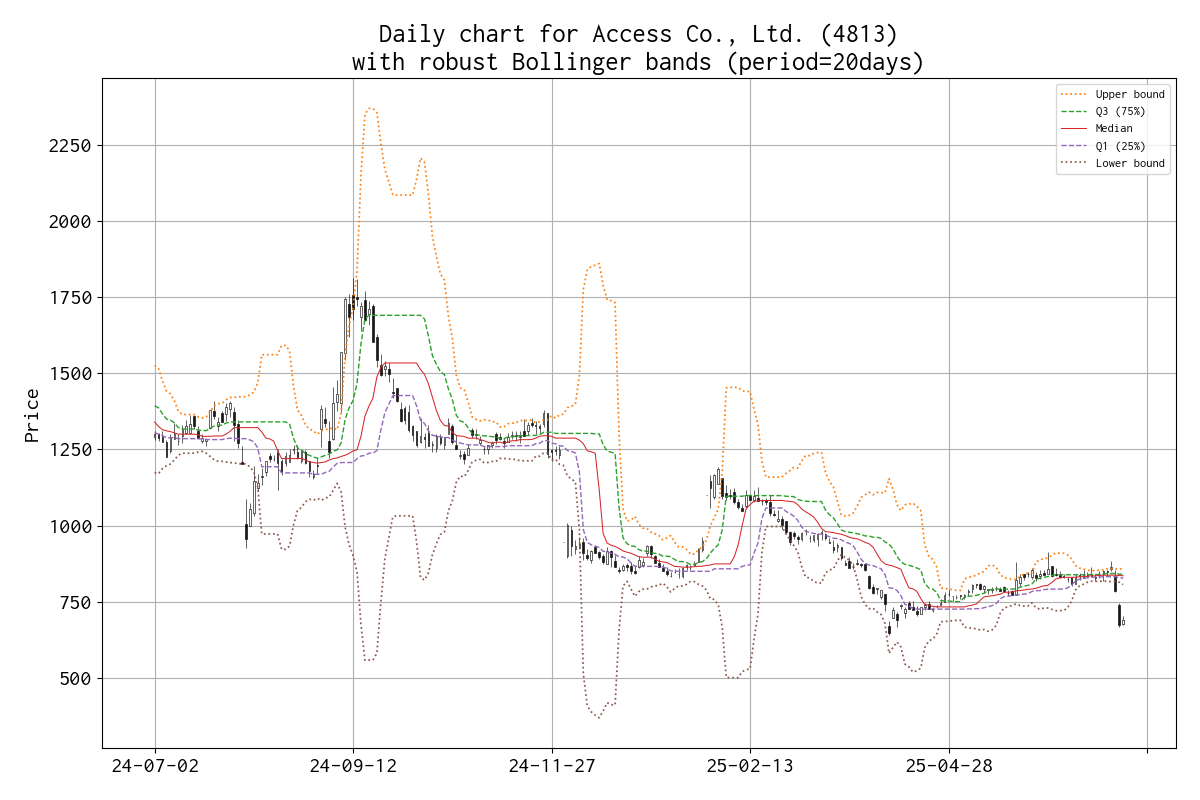 Daily chart for Access Co., Ltd. (4813)
with robust Bollinger bands (period=20days)
Upper bound
Q3 (75%)
Median
Q1 (25%)
Lower bound
Price
2250
2000
1750
1500
1250
1000
750
500
24-07-02
24-09-12
24-11-27
25-02-13
25-04-28